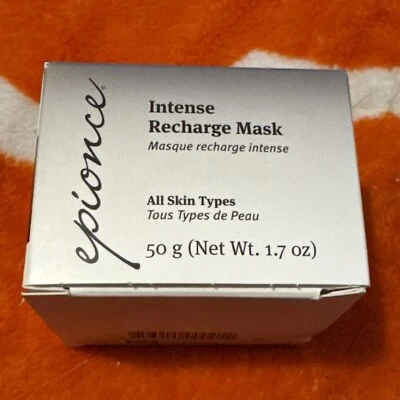 epionce®
Intense
Recharge Mask
Masque recharge intense
All Skin Types
Tous Types de Peau
50 g (Net Wt. 1.7 oz)